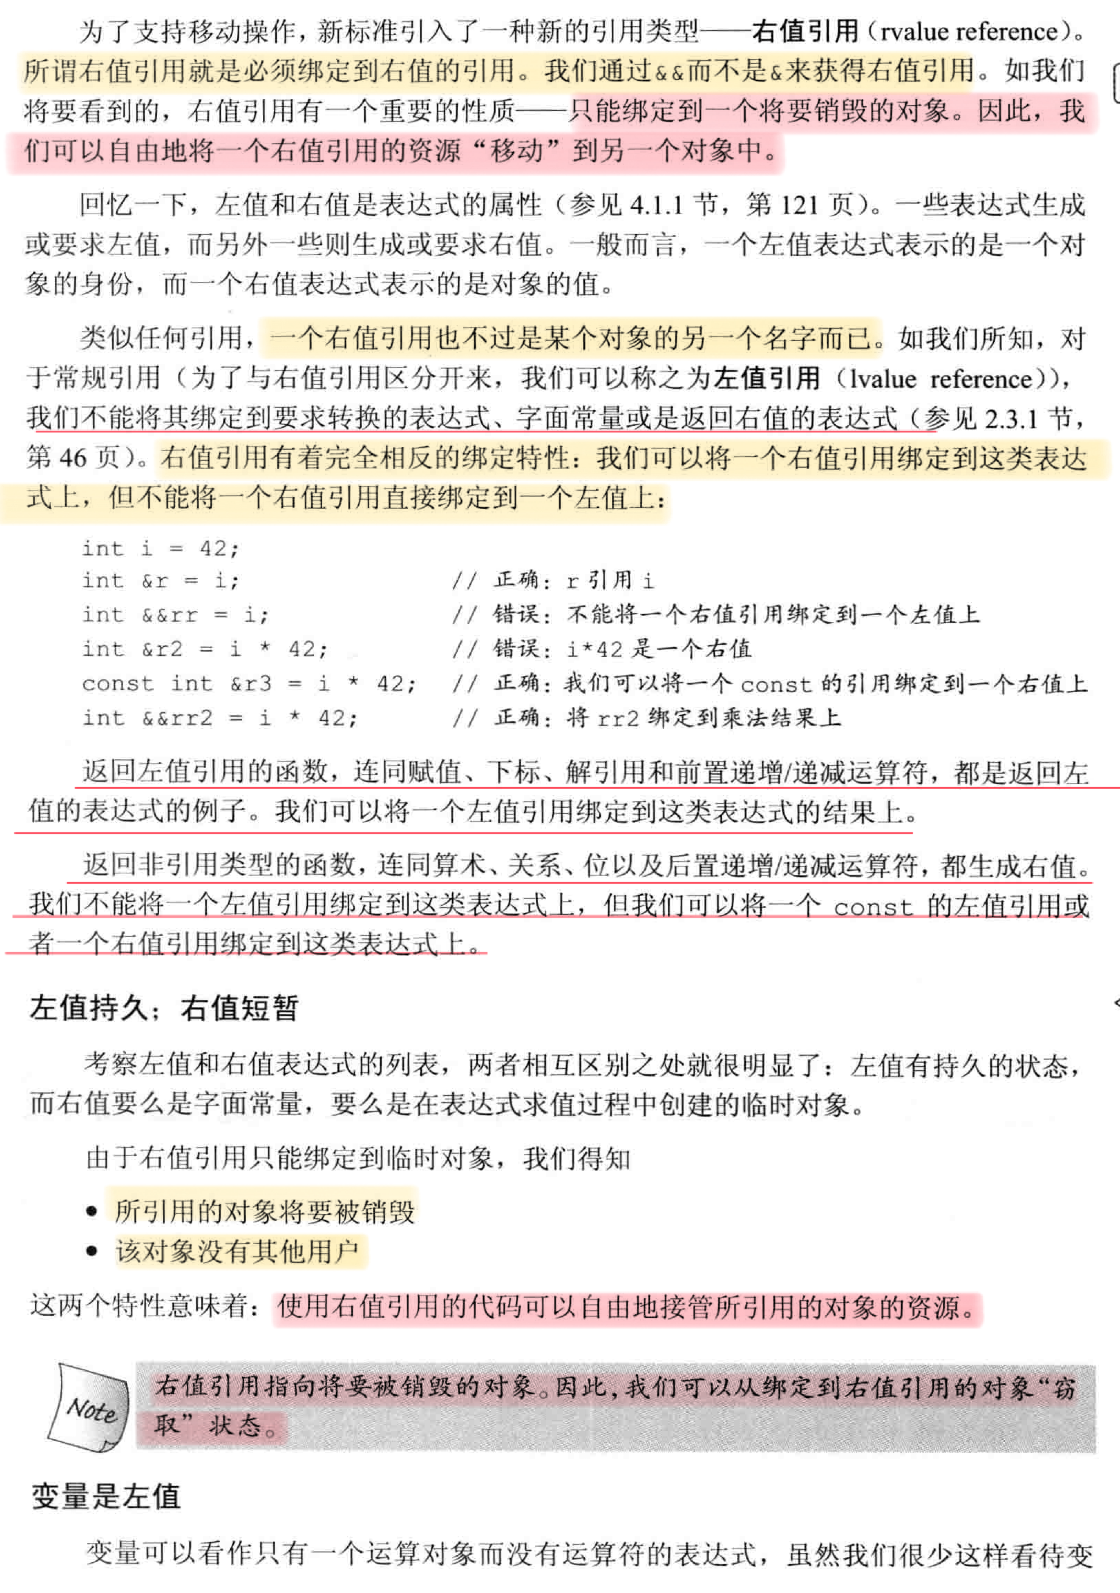 为了支持移动操作，新标准引入了一种新的引用类型——右值引用（rvalue reference）。
所谓右值引用就是必须绑定到右值的引用。我们通过&&而不是&来获得右值引用。如我们
将要看到的，右值引用有一个重要的性质——只能绑定到一个将要销毁的对象。因此，我
们可以自由地将一个右值引用的资源“移动”到另一个对象中。
回忆一下，左值和右值是表达式的属性（参见 4.1.1 节，第 121 页）。一些表达式生成
或要求左值，而另外一些则生成或要求右值。一般而言，一个左值表达式表示的是一个对
象的身份，而一个右值表达式表示的是对象的值。
类似任何引用，一个右值引用也不过是某个对象的另一个名字而已。如我们所知，对
于常规引用（为了与右值引用区分开来，我们可以称之为左值引用（lvalue reference）），
我们不能将其绑定到要求转换的表达式、字面常量或是返回右值的表达式（参见 2.3.1 节，
第 46 页）。右值引用有着完全相反的绑定特性：我们可以将一个右值引用绑定到这类表达
式上，但不能将一个右值引用直接绑定到一个左值上：
int i = 42;
int &r = i; // 正确：r 引用 i
int &&rr = i; // 错误：不能将一个右值引用绑定到一个左值上
int &r2 = i * 42; // 错误：i*42 是一个右值
const int &r3 = i * 42; // 正确：我们可以将一个 const 的引用绑定到一个右值上
int &&rr2 = i * 42; // 正确：将 rr2 绑定到乘法结果上
返回左值引用的函数，连同赋值、下标、解引用和前置递增/递减运算符，都是返回左
值的表达式的例子。我们可以将一个左值引用绑定到这类表达式的结果上。
返回非引用类型的函数，连同算术、关系、位以及后置递增/递减运算符，都生成右值。
我们不能将一个左值引用绑定到这类表达式上，但我们可以将一个 const 的左值引用或
者一个右值引用绑定到这类表达式上。
左值持久；右值短暂
考察左值和右值表达式的列表，两者相互区别之处就很明显了：左值有持久的状态，
而右值要么是字面常量，要么是在表达式求值过程中创建的临时对象。
由于右值引用只能绑定到临时对象，我们得知
• 所引用的对象将要被销毁
• 该对象没有其他用户
这两个特性意味着：使用右值引用的代码可以自由地接管所引用的对象的资源。
Note 右值引用指向将要被销毁的对象。因此，我们可以从绑定到右值引用的对象“窃
取”状态。
变量是左值
变量可以看作只有一个运算对象而没有运算符的表达式，虽然我们很少这样看待变